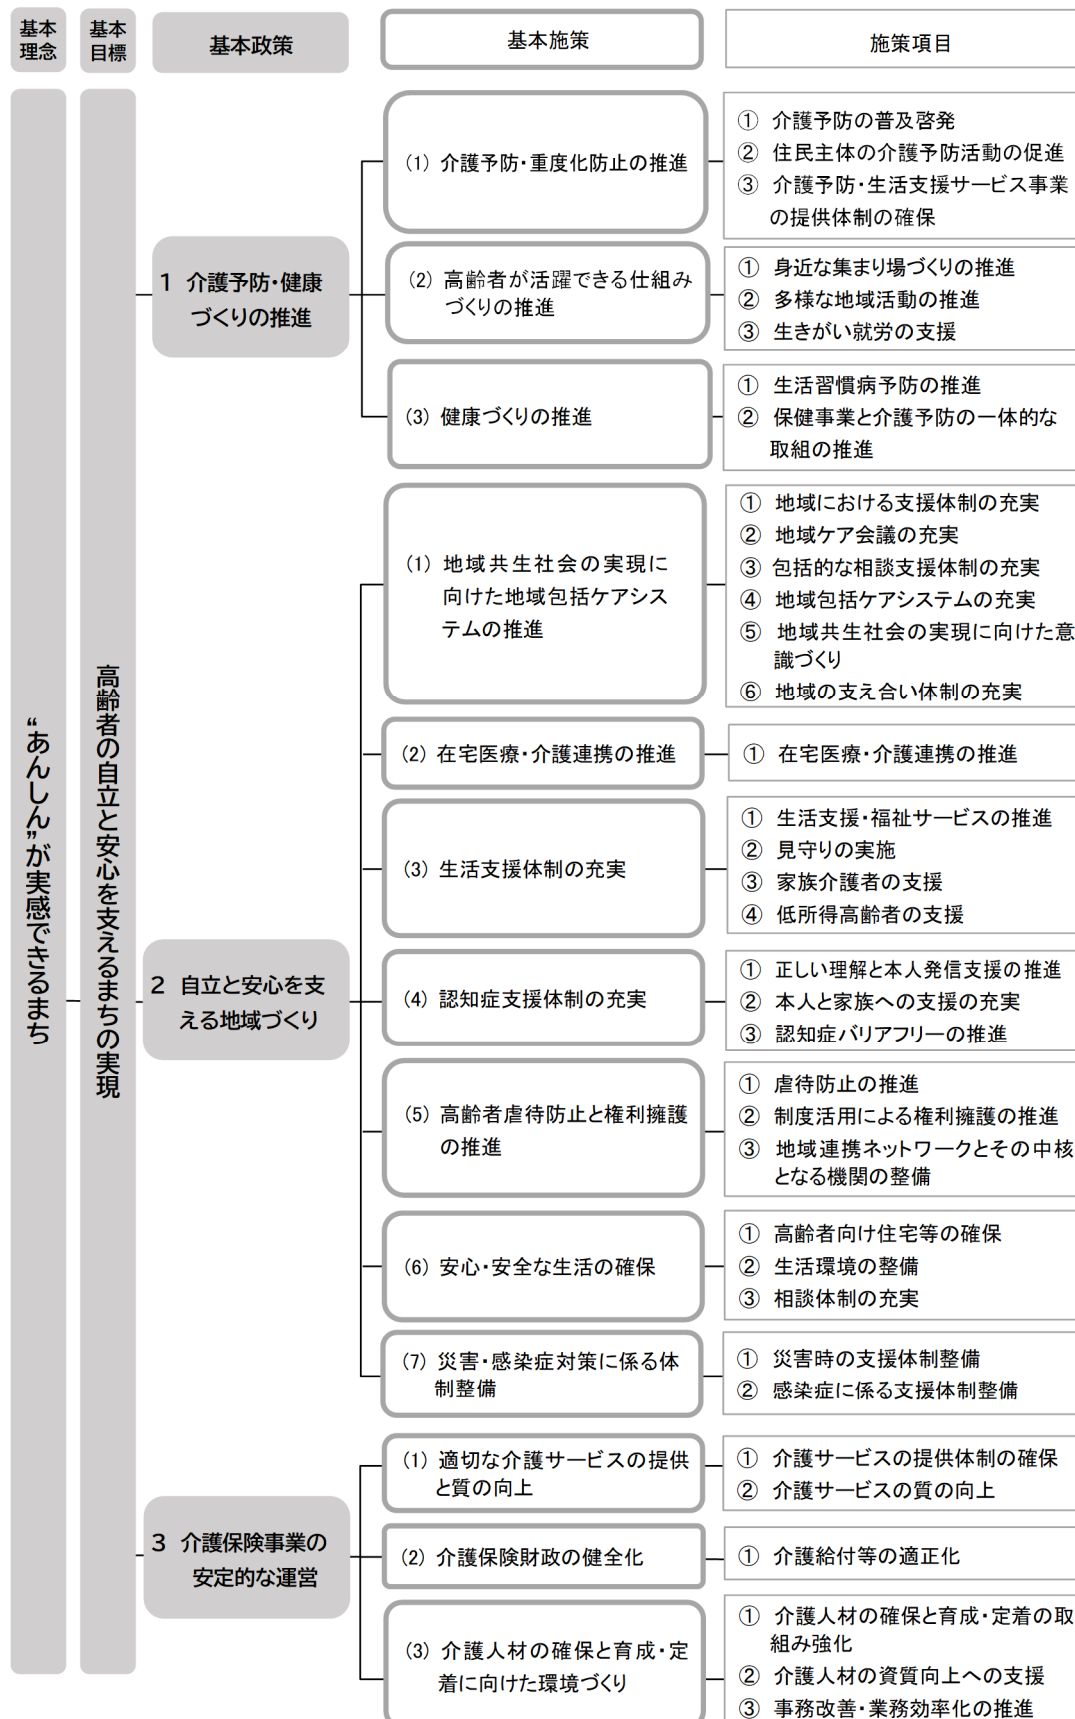 基本
理念
基本
目標
基本政策
基本施策
施策項目
“あんしん”が実感できるまち
高齢者の自立と安心を支えるまちの実現
1 介護予防・健康
づくりの推進
(1) 介護予防・重度化防止の推進
① 介護予防の普及啓発
② 住民主体の介護予防活動の促進
③ 介護予防・生活支援サービス事業
の提供体制の確保
(2) 高齢者が活躍できる仕組み
づくりの推進
① 身近な集まり場づくりの推進
② 多様な地域活動の推進
③ 生きがい就労の支援
(3) 健康づくりの推進
① 生活習慣病予防の推進
② 保健事業と介護予防の一体的な
取組の推進
2 自立と安心を支
える地域づくり
(1) 地域共生社会の実現に
向けた地域包括ケアシス
テムの推進
① 地域における支援体制の充実
② 地域ケア会議の充実
③ 包括的な相談支援体制の充実
④ 地域包括ケアシステムの充実
⑤ 地域共生社会の実現に向けた意
識づくり
⑥ 地域の支え合い体制の充実
(2) 在宅医療・介護連携の推進
① 在宅医療・介護連携の推進
(3) 生活支援体制の充実
① 生活支援・福祉サービスの推進
② 見守りの実施
③ 家族介護者の支援
④ 低所得高齢者の支援
(4) 認知症支援体制の充実
① 正しい理解と本人発信支援の推進
② 本人と家族への支援の充実
③ 認知症バリアフリーの推進
(5) 高齢者虐待防止と権利擁護
の推進
① 虐待防止の推進
② 制度活用による権利擁護の推進
③ 地域連携ネットワークとその中核
となる機関の整備
(6) 安心・安全な生活の確保
① 高齢者向け住宅等の確保
② 生活環境の整備
③ 相談体制の充実
(7) 災害・感染症対策に係る体
制整備
① 災害時の支援体制整備
② 感染症に係る支援体制整備
3 介護保険事業の
安定的な運営
(1) 適切な介護サービスの提供
と質の向上
① 介護サービスの提供体制の確保
② 介護サービスの質の向上
(2) 介護保険財政の健全化
① 介護給付等の適正化
(3) 介護人材の確保と育成・定
着に向けた環境づくり
① 介護人材の確保と育成・定着の取
組み強化
② 介護人材の資質向上への支援
③ 事務改善・業務効率化の推進